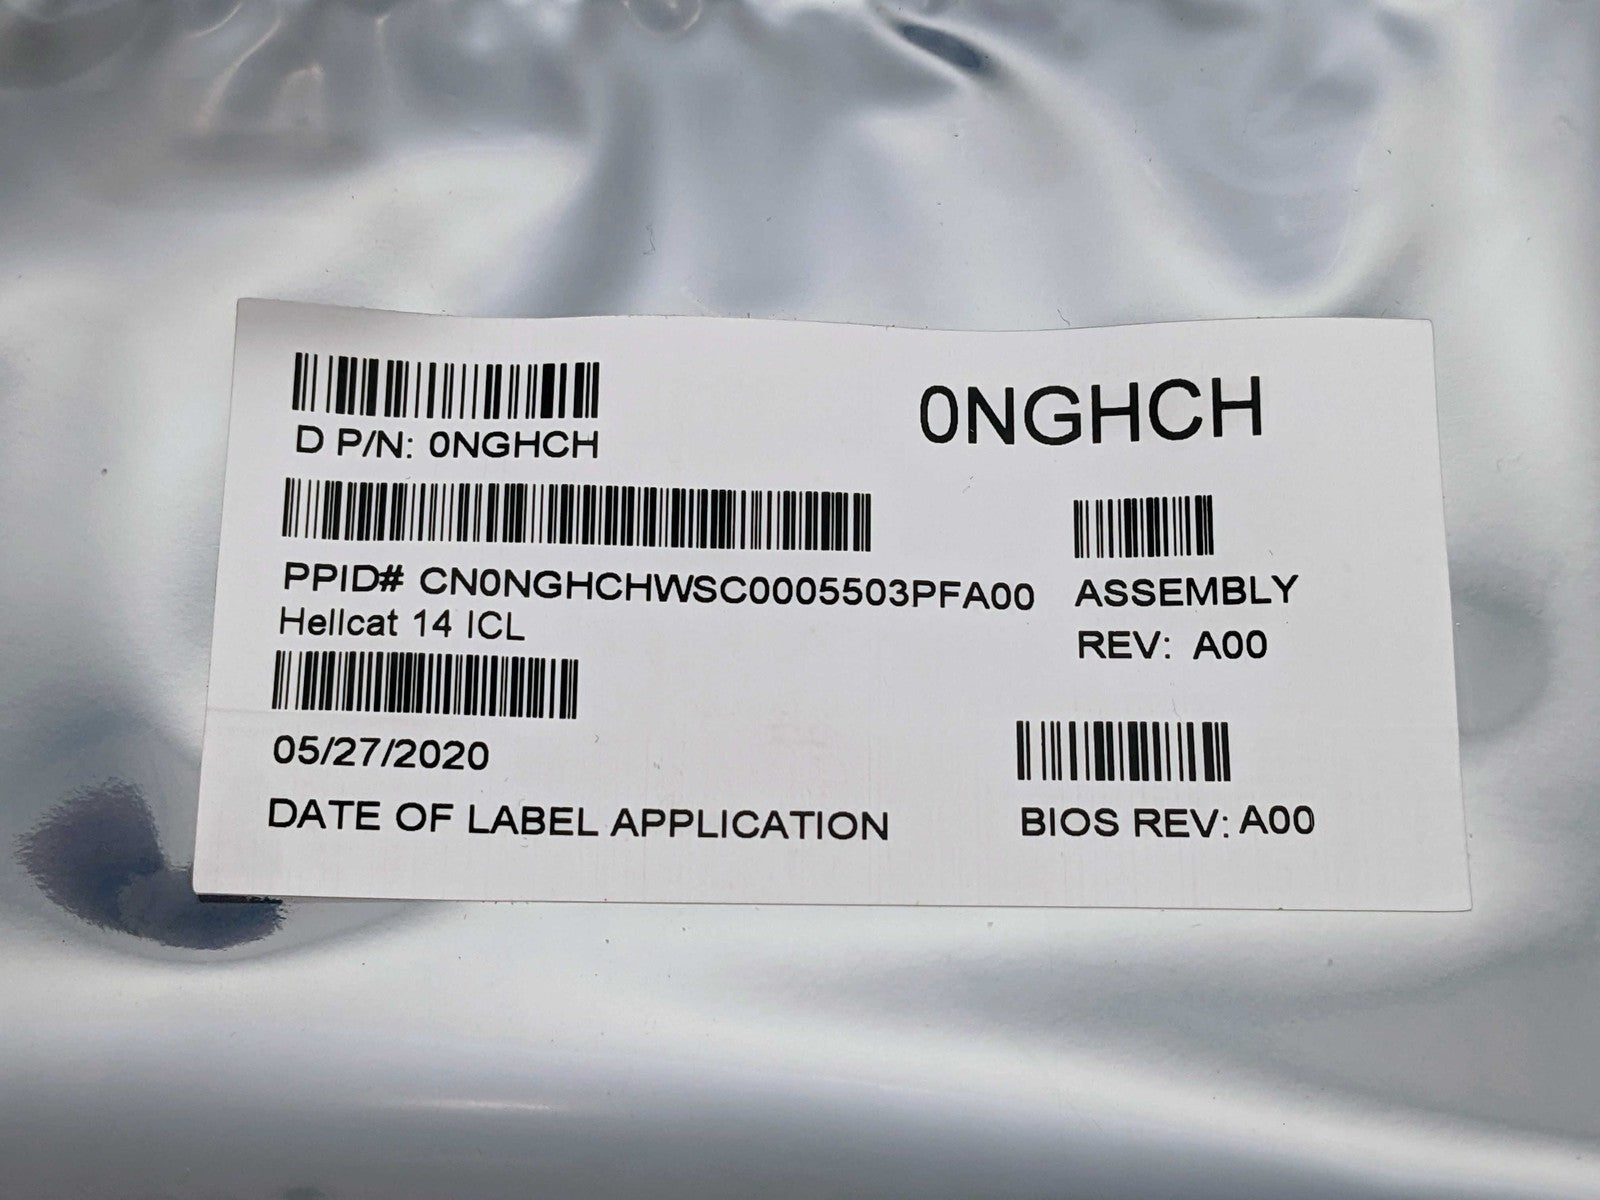 0NGHCH
D P/N: 0NGHCH
PPID# CN0NGHCHWSC0005503PFA00
Hellcat 14 ICL
ASSEMBLY
REV: A00
05/27/2020
DATE OF LABEL APPLICATION
BIOS REV: A00